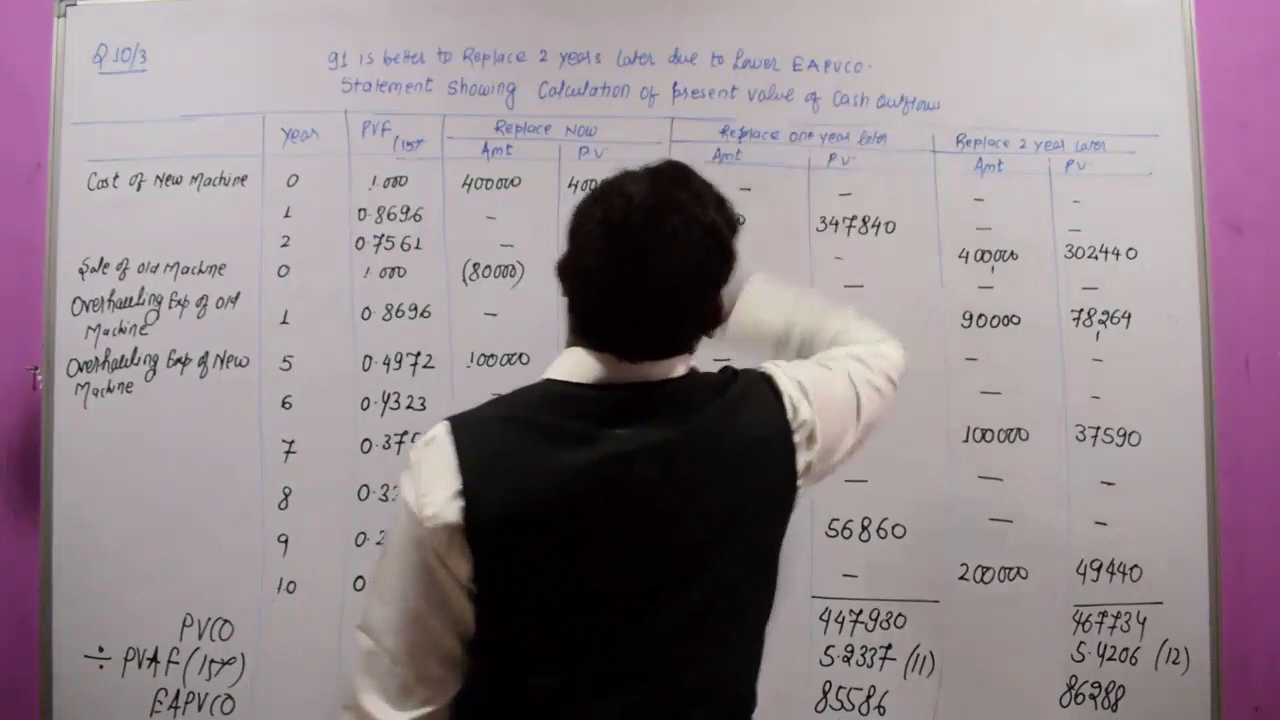 Q 10/3
It is better to Replace 2 years Later due to Lower EAPVCO.
Statement showing Calculation of present value of Cash outflows
Year PVF (15% Replace Now Replace one year later Replace 2 year Later
Amt PV Amt PV Amt PV
Cost of New Machine 0 1.000 400000 400 - - - -
1 0.8696 - 347840 - -
2 0.7561 - - 400000 302440
Sale of old Machine 0 1.000 (80000) - - -
Overhauling Exp of old Machine 1 0.8696 - 90000 78264
Overhauling Exp of New Machine 5 0.4972 100000 - - -
6 0.4323 - - -
7 0.375 100000 37590
8 0.32 - - -
9 0.2 56860 - -
10 0 - 200000 49440
PVCO 447980 467734
÷ PVAF (15%) 5.2337 (11) 5.4206 (12)
EAPVCO 85586 86288